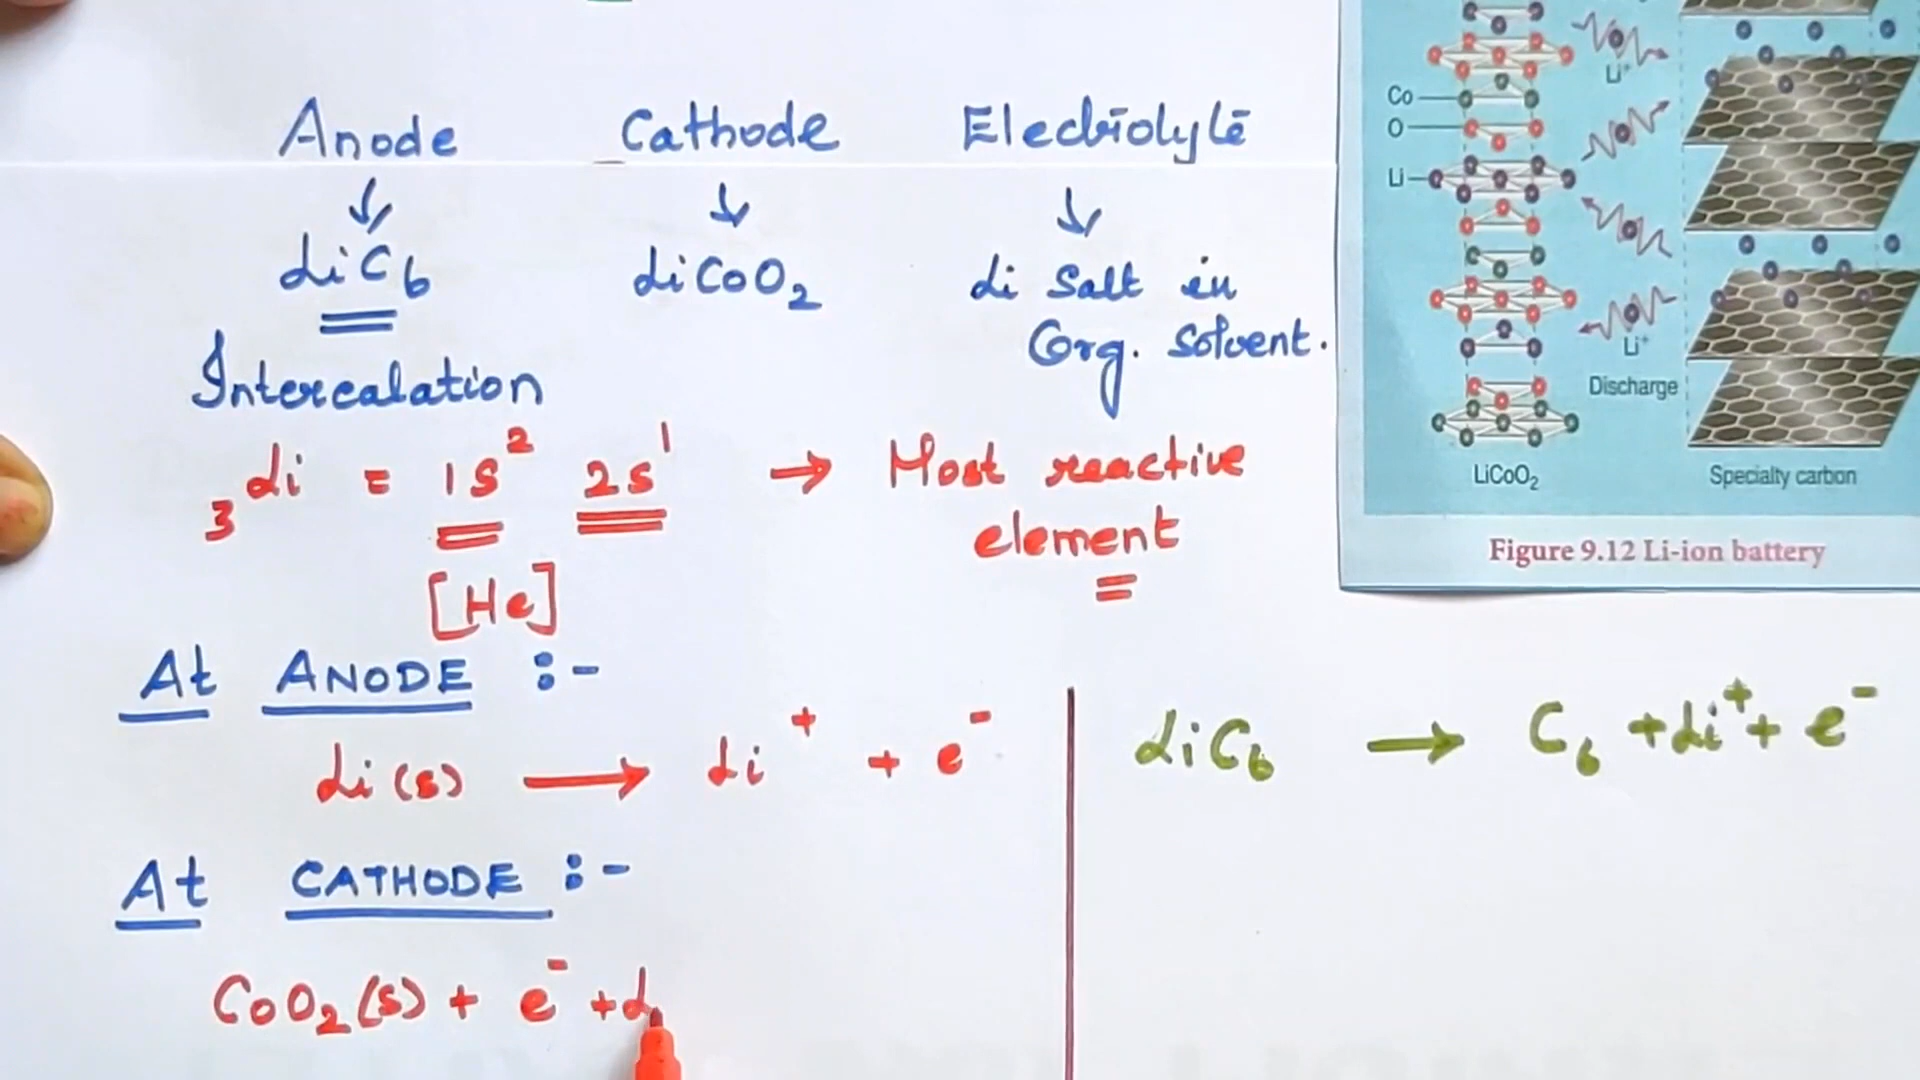 Anode Cathode Electrolyte
↓ ↓ ↓
LiC₆ LiCoO₂ Li Salt in
Org. Solvent.
Intercalation
₃Li = 1s² 2s¹ → Most reactive
element
[He]
At ANODE :-
Li(s) → Li⁺ + e⁻
LiC₆ → C₆ + Li⁺ + e⁻
At CATHODE :-
CoO₂(s) + e⁻ + L
Li⁺
Co
O
Li
Li⁺
Discharge
LiCoO₂ Specialty carbon
Figure 9.12 Li-ion battery